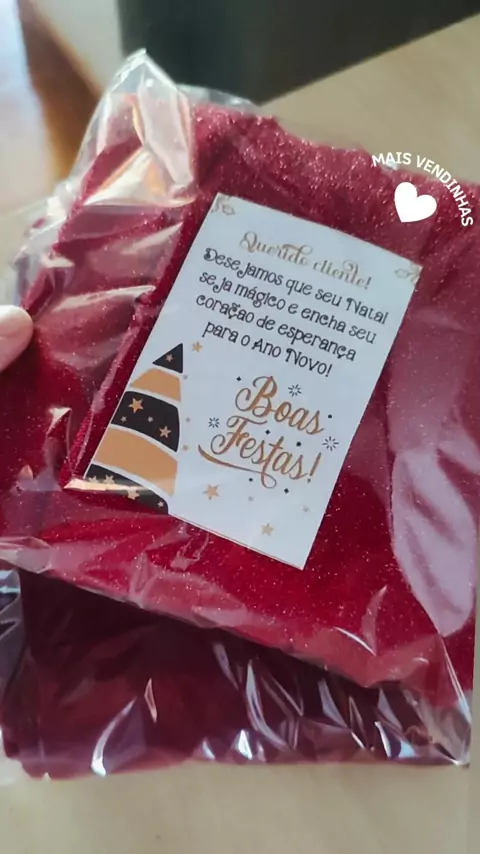 MAIS VENDINHAS
Querido cliente!
Desejamos que seu Natal
seja mágico e encha seu
coração de esperança
para o Ano Novo!
Boas
Festas!